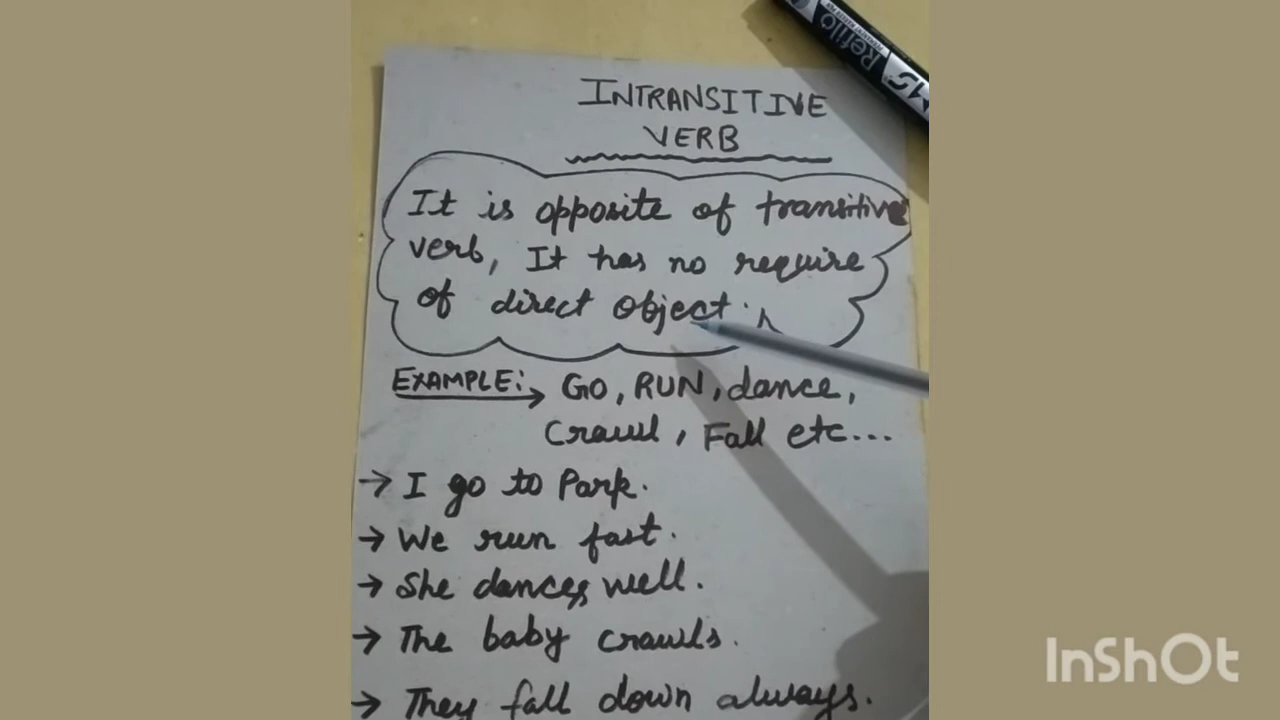 INTRANSITIVE
VERB
It is opposite of transitive
verb, It has no require
of direct object.
EXAMPLE:→ GO, RUN, dance,
Crawl, Fall etc...
→ I go to Park.
→ We run fast.
→ She dances well.
→ The baby crawls.
→ They fall down always.
Refilo
InShOt